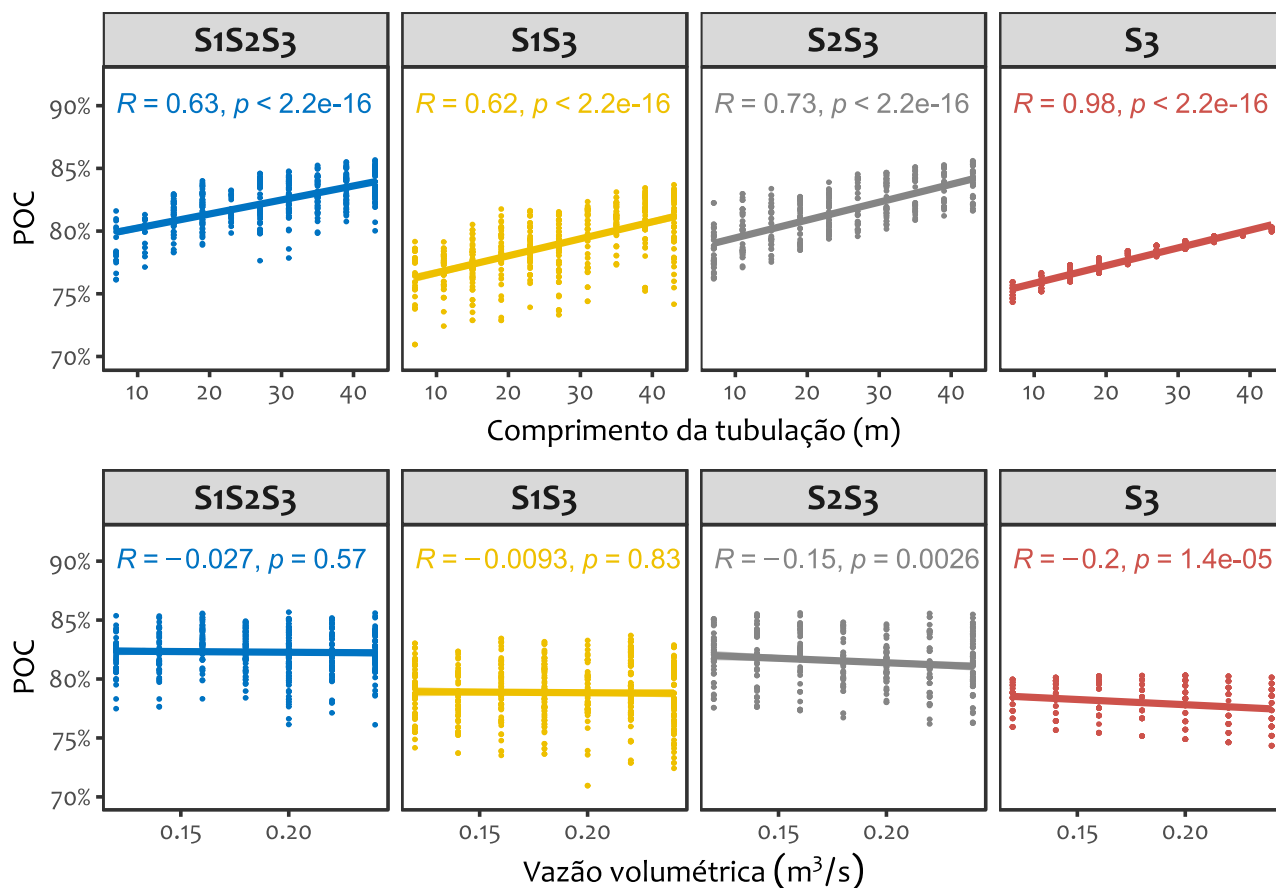 S1S2S3 S1S3 S2S3 S3
R = 0.63, p < 2.2e-16 R = 0.62, p < 2.2e-16 R = 0.73, p < 2.2e-16 R = 0.98, p < 2.2e-16
90%
85%
80%
75%
70%
POC
10 20 30 40 10 20 30 40 10 20 30 40 10 20 30 40
Comprimento da tubulação (m)
S1S2S3 S1S3 S2S3 S3
R = −0.027, p = 0.57 R = −0.0093, p = 0.83 R = −0.15, p = 0.0026 R = −0.2, p = 1.4e-05
90%
85%
80%
75%
70%
POC
0.15 0.20 0.15 0.20 0.15 0.20 0.15 0.20
Vazão volumétrica (m³/s)